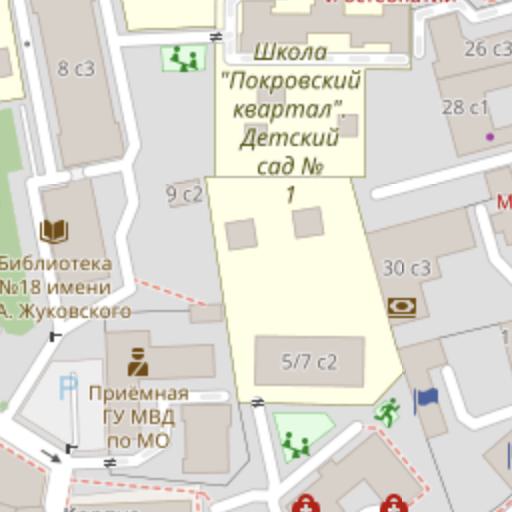 8 с3
26 с3
28 с1
Школа
"Покровский
квартал".
Детский
сад №
1
9 с2
Библиотека
№18 имени
А. Жуковского
30 с3
5/7 с2
P
Приёмная
ГУ МВД
по МО